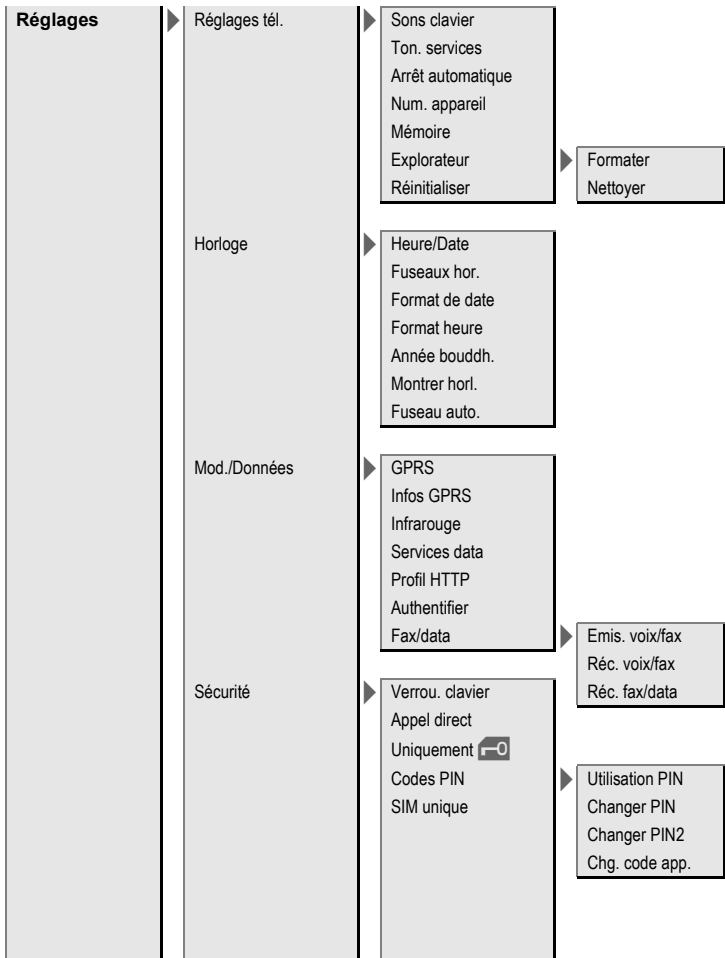 Réglages
Réglages tél.
Sons clavier
Ton. services
Arrêt automatique
Num. appareil
Mémoire
Explorateur
Formater
Réinitialiser
Nettoyer
Horloge
Heure/Date
Fuseaux hor.
Format de date
Format heure
Année bouddh.
Montrer horl.
Fuseau auto.
Mod./Données
GPRS
Infos GPRS
Infrarouge
Services data
Profil HTTP
Authentifier
Fax/data
Emis. voix/fax
Réc. voix/fax
Réc. fax/data
Sécurité
Verrou. clavier
Appel direct
Uniquement
Codes PIN
Utilisation PIN
SIM unique
Changer PIN
Changer PIN2
Chg. code app.